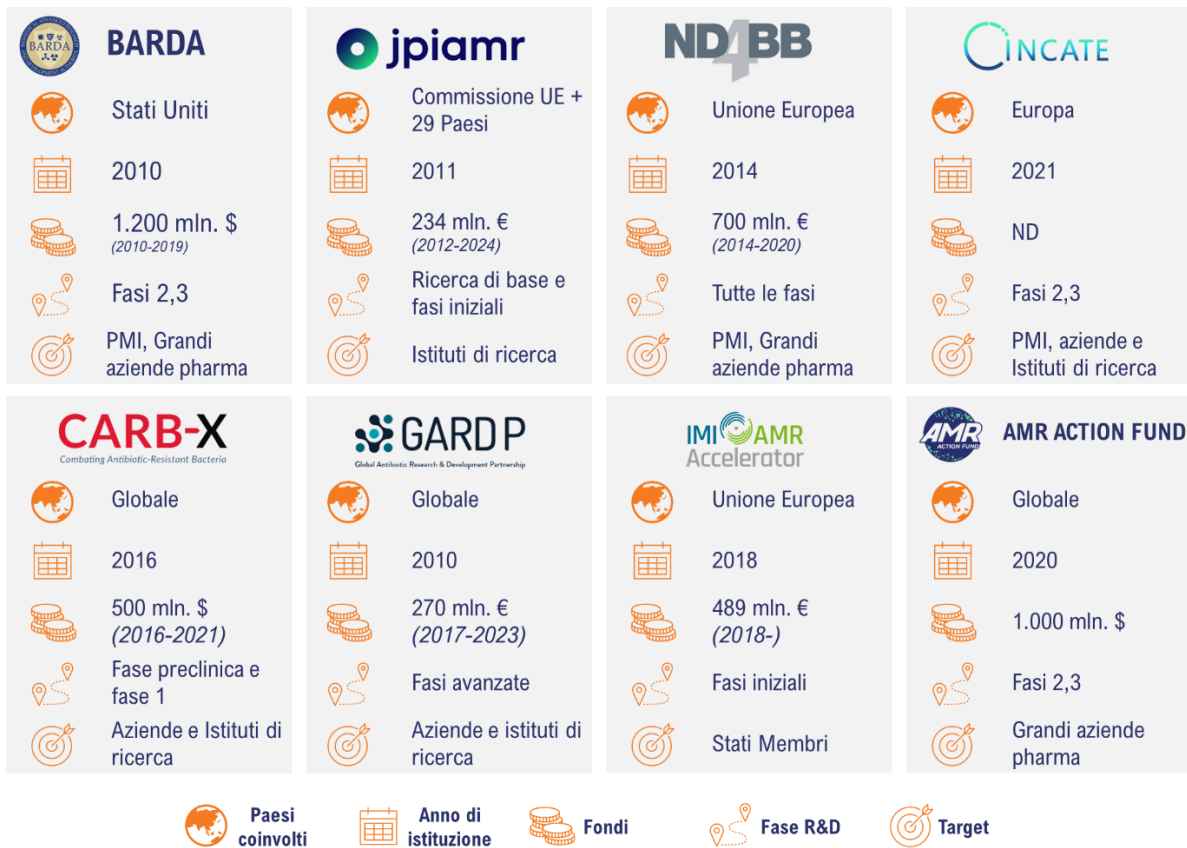 BARDA
BARDA
Stati Uniti
2010
1.200 mln. $
(2010-2019)
Fasi 2,3
PMI, Grandi
aziende pharma
jpiamr
Commissione UE +
29 Paesi
2011
234 mln. €
(2012-2024)
Ricerca di base e
fasi iniziali
Istituti di ricerca
ND4BB
Unione Europea
2014
700 mln. €
(2014-2020)
Tutte le fasi
PMI, Grandi
aziende pharma
INCATE
Europa
2021
ND
Fasi 2,3
PMI, aziende e
Istituti di ricerca
CARB-X
Combating Antibiotic-Resistant Bacteria
Globale
2016
500 mln. $
(2016-2021)
Fase preclinica e
fase 1
Aziende e Istituti di
ricerca
GARDP
Global Antibiotic Research & Development Partnership
Globale
2010
270 mln. €
(2017-2023)
Fasi avanzate
Aziende e istituti di
ricerca
IMI AMR
Accelerator
Unione Europea
2018
489 mln. €
(2018-)
Fasi iniziali
Stati Membri
AMR
ACTION FUND
AMR ACTION FUND
Globale
2020
1.000 mln. $
Fasi 2,3
Grandi aziende
pharma
Paesi
coinvolti
Anno di
istituzione
Fondi
Fase R&D
Target